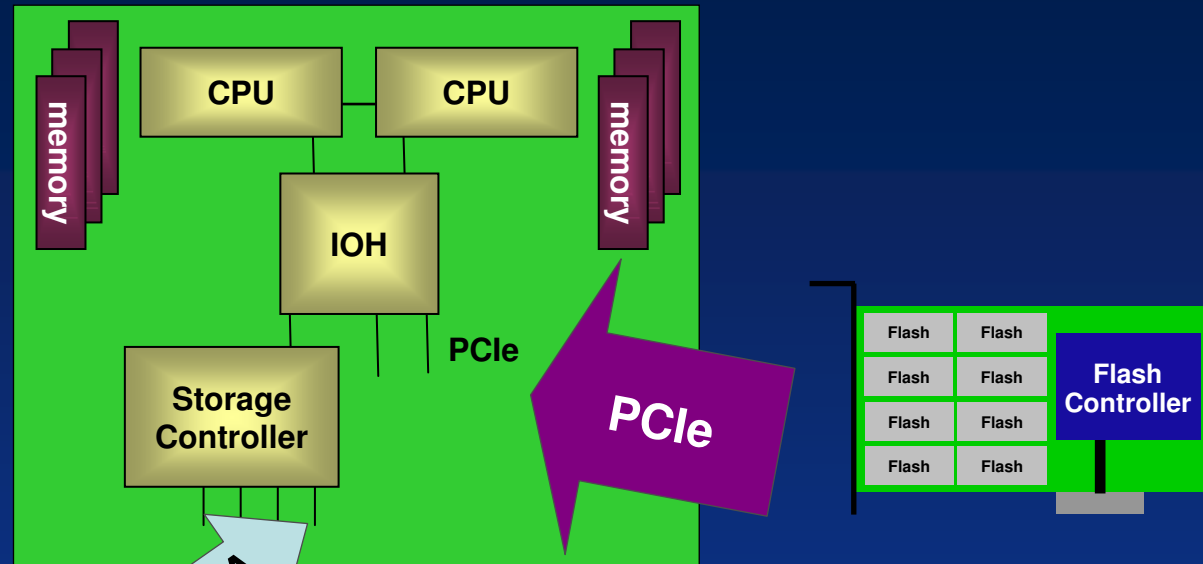 memory
CPU
CPU
memory
IOH
PCIe
Storage
Controller
PCIe
Flash
Flash
Flash
Flash
Flash
Flash
Flash
Flash
Flash
Controller